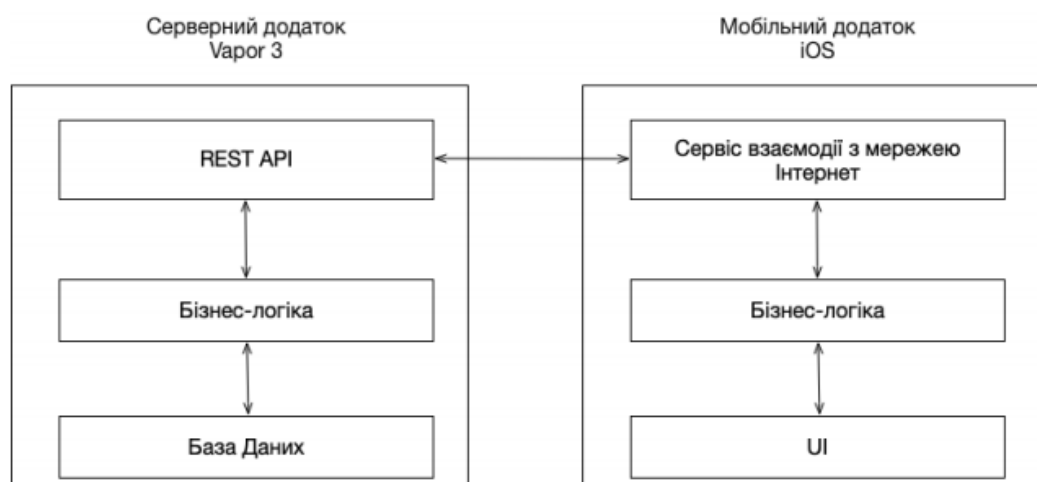 Серверний додаток
Vapor 3
Мобільний додаток
iOS
REST API
Сервіс взаємодії з мережею
Інтернет
Бізнес-логіка
Бізнес-логіка
База Даних
UI